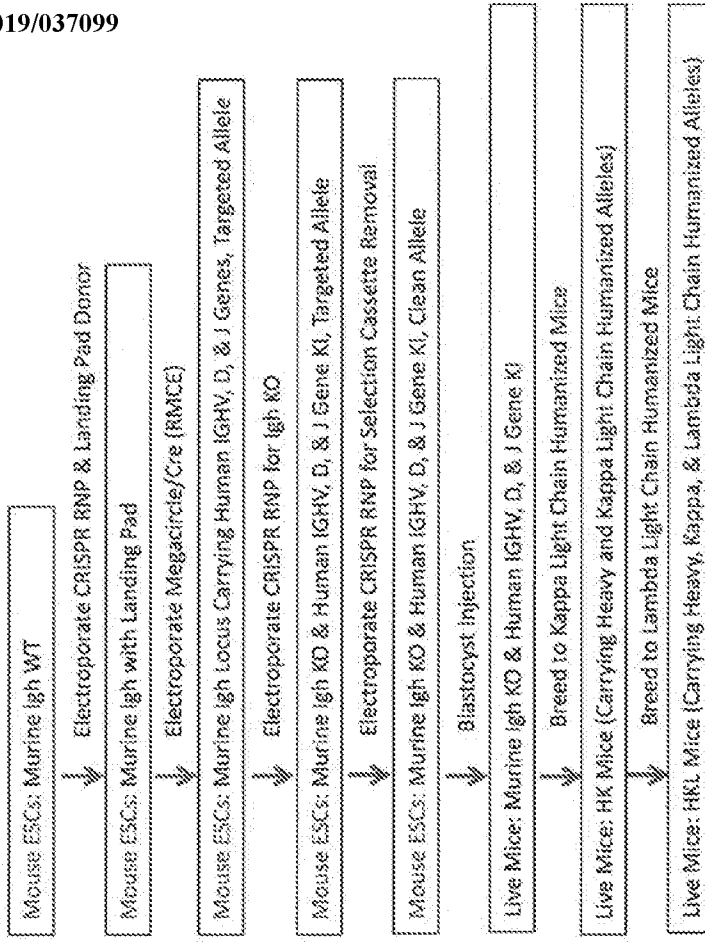 019/037099
Mouse ESCs: Murine Igh WT
Electroporate CRISPR RNP & Landing Pad Donor
Mouse ESCs: Murine Igh with Landing Pad
Electroporate Megacircle/Cre (RMCE)
Mouse ESCs: Murine Igh Locus Carrying Human IGHV, D, & J Genes, Targeted Allele
Electroporate CRISPR RNP for Igh KO
Mouse ESCs: Murine Igh KO & Human IGHV, D, & J Gene KI, Targeted Allele
Electroporate CRISPR RNP for Selection Cassette Removal
Mouse ESCs: Murine Igh KO & Human IGHV, D, & J Gene KI, Clean Allele
Blastocyst Injection
Live Mice: Murine Igh KO & Human IGHV, D, & J Gene KI
Breed to Kappa Light Chain Humanized Mice
Live Mice: HK Mice (Carrying Heavy and Kappa Light Chain Humanized Alleles)
Breed to Lambda Light Chain Humanized Mice
Live Mice: HKL Mice (Carrying Heavy, Kappa, & Lambda Light Chain Humanized Alleles)